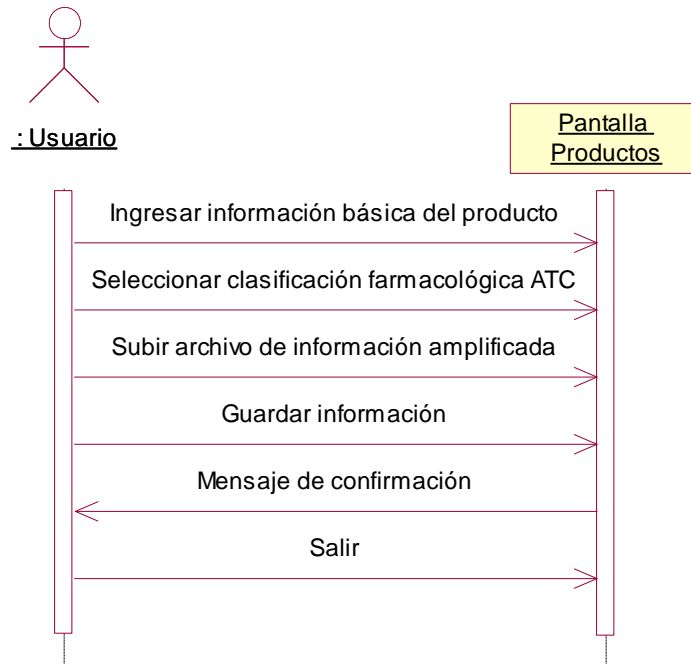 : Usuario
Pantalla
Productos
Ingresar información básica del producto
Seleccionar clasificación farmacológica ATC
Subir archivo de información amplificada
Guardar información
Mensaje de confirmación
Salir